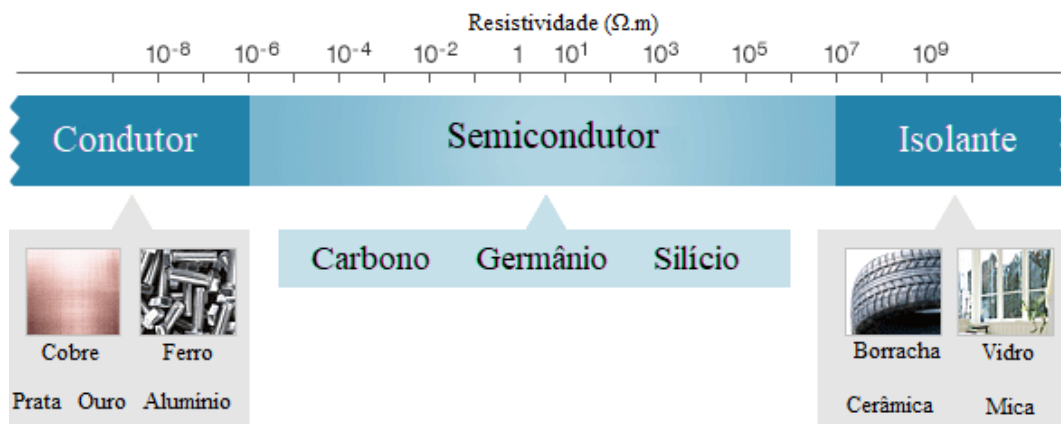 Resistividade (Ω.m)
10⁻⁸ 10⁻⁶ 10⁻⁴ 10⁻² 1 10¹ 10³ 10⁵ 10⁷ 10⁹
Condutor Semicondutor Isolante
Carbono Germânio Silício
Cobre Ferro
Prata Ouro Alumínio
Borracha Vidro
Cerâmica Mica